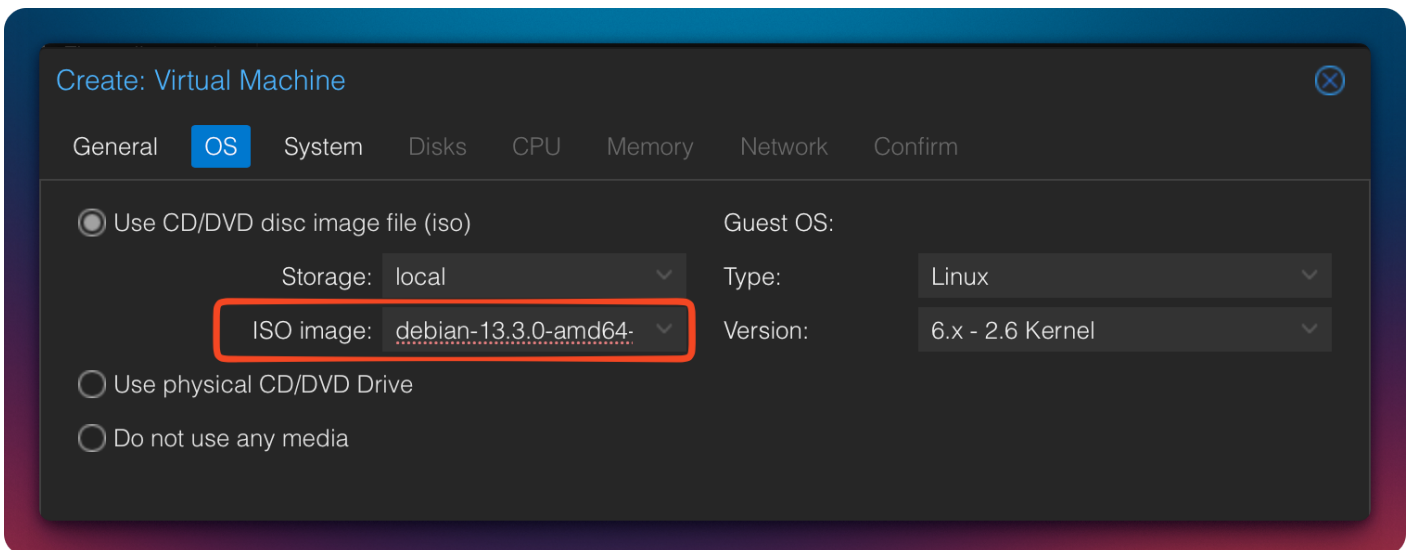 Create: Virtual Machine
General OS System Disks CPU Memory Network Confirm
Use CD/DVD disc image file (iso)
Storage: local
ISO image: debian-13.3.0-amd64-
Use physical CD/DVD Drive
Do not use any media
Guest OS:
Type: Linux
Version: 6.x - 2.6 Kernel